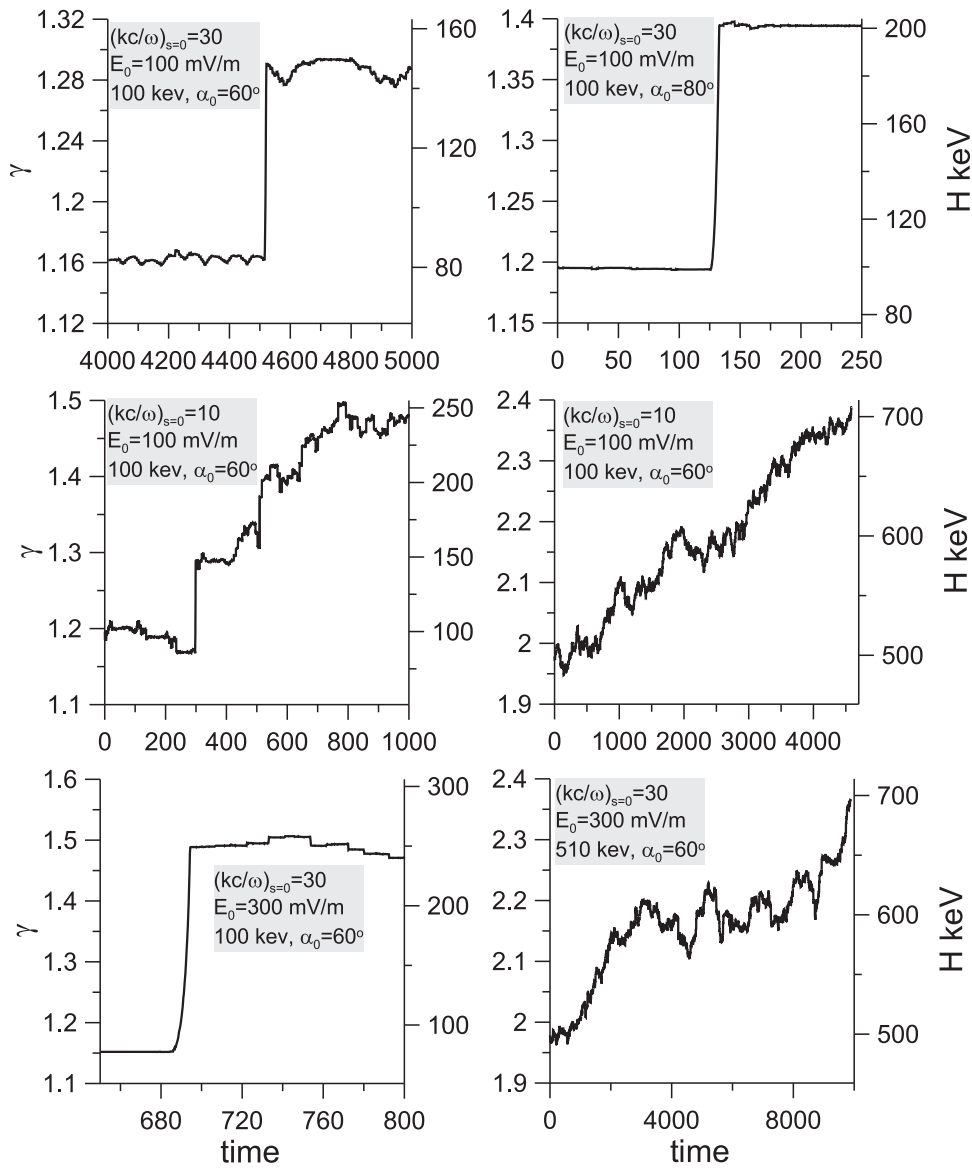 1.32
1.28
1.24
1.2
1.16
1.12
γ
(kc/ω)s=0=30
E0=100 mV/m
100 kev, α0=60o
160
120
80
4000 4200 4400 4600 4800 5000
1.4
1.35
1.3
1.25
1.2
1.15
(kc/ω)s=0=30
E0=100 mV/m
100 kev, α0=80o
200
160
120
80
H keV
0 50 100 150 200 250
1.5
1.4
1.3
1.2
1.1
γ
(kc/ω)s=0=10
E0=100 mV/m
100 kev, α0=60o
250
200
150
100
0 200 400 600 800 1000
2.4
2.3
2.2
2.1
2
1.9
(kc/ω)s=0=10
E0=100 mV/m
100 kev, α0=60o
700
600
500
H keV
0 1000 2000 3000 4000
1.6
1.5
1.4
1.3
1.2
1.1
γ
(kc/ω)s=0=30
E0=300 mV/m
100 kev, α0=60o
300
200
100
680 720 760 800
time
2.4
2.3
2.2
2.1
2
1.9
(kc/ω)s=0=30
E0=300 mV/m
510 kev, α0=60o
700
600
500
H keV
0 4000 8000
time